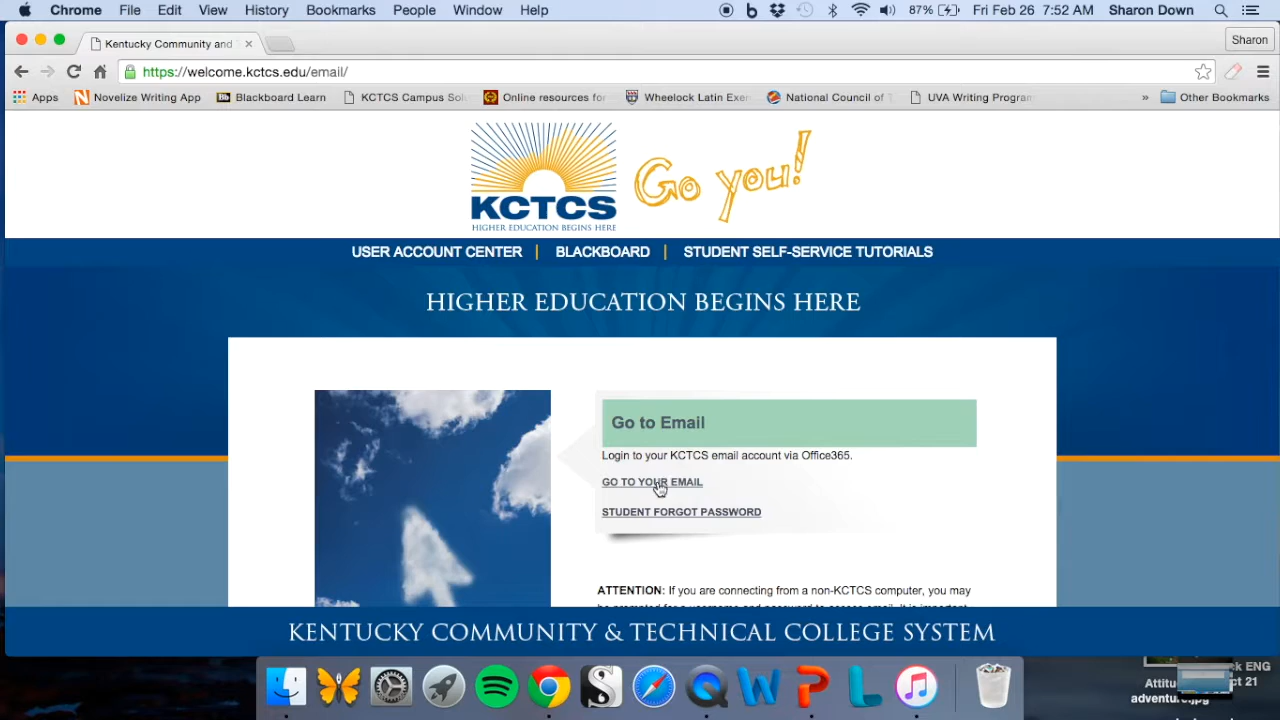 Chrome File Edit View History Bookmarks People Window Help 87% Fri Feb 26 7:52 AM Sharon Down
Kentucky Community and Sharon
https://welcome.kctcs.edu/email/
Apps Novelize Writing App Blackboard Learn KCTCS Campus Online resources for Wheelock Latin National Council of UVA Writing Other Bookmarks
KCTCS
HIGHER EDUCATION BEGINS HERE
Go you!
USER ACCOUNT CENTER | BLACKBOARD | STUDENT SELF-SERVICE TUTORIALS
HIGHER EDUCATION BEGINS HERE
Go to Email
Login to your KCTCS email account via Office365.
GO TO YOUR EMAIL
STUDENT FORGOT PASSWORD
ATTENTION: If you are connecting from a non-KCTCS computer, you may
KENTUCKY COMMUNITY & TECHNICAL COLLEGE SYSTEM